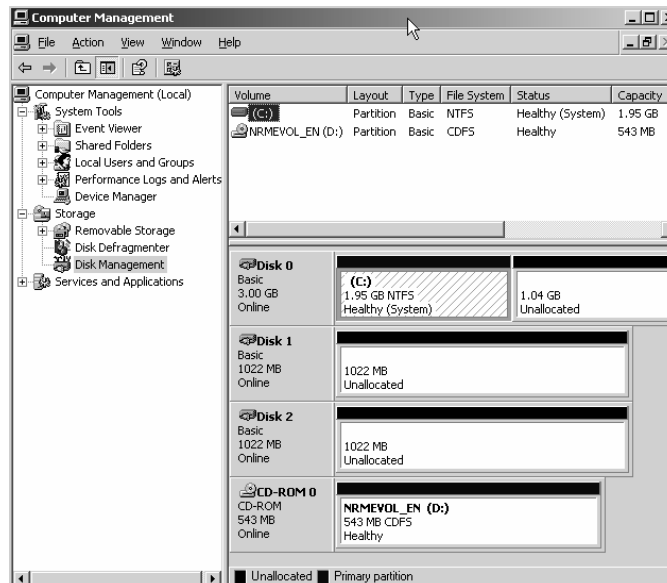 Computer Management
File Action View Window Help
Computer Management (Local)
System Tools
Event Viewer
Shared Folders
Local Users and Groups
Performance Logs and Alerts
Device Manager
Storage
Removable Storage
Disk Defragmenter
Disk Management
Services and Applications
Volume Layout Type File System Status Capacity
(C:) Partition Basic NTFS Healthy (System) 1.95 GB
NRMEVOL_EN (D:) Partition Basic CDFS Healthy 543 MB
Disk 0
Basic
3.00 GB
Online
(C:)
1.95 GB NTFS
Healthy (System)
1.04 GB
Unallocated
Disk 1
Basic
1022 MB
Online
1022 MB
Unallocated
Disk 2
Basic
1022 MB
Online
1022 MB
Unallocated
CD-ROM 0
CD-ROM
543 MB
Online
NRMEVOL_EN (D:)
543 MB CDFS
Healthy
Unallocated Primary partition